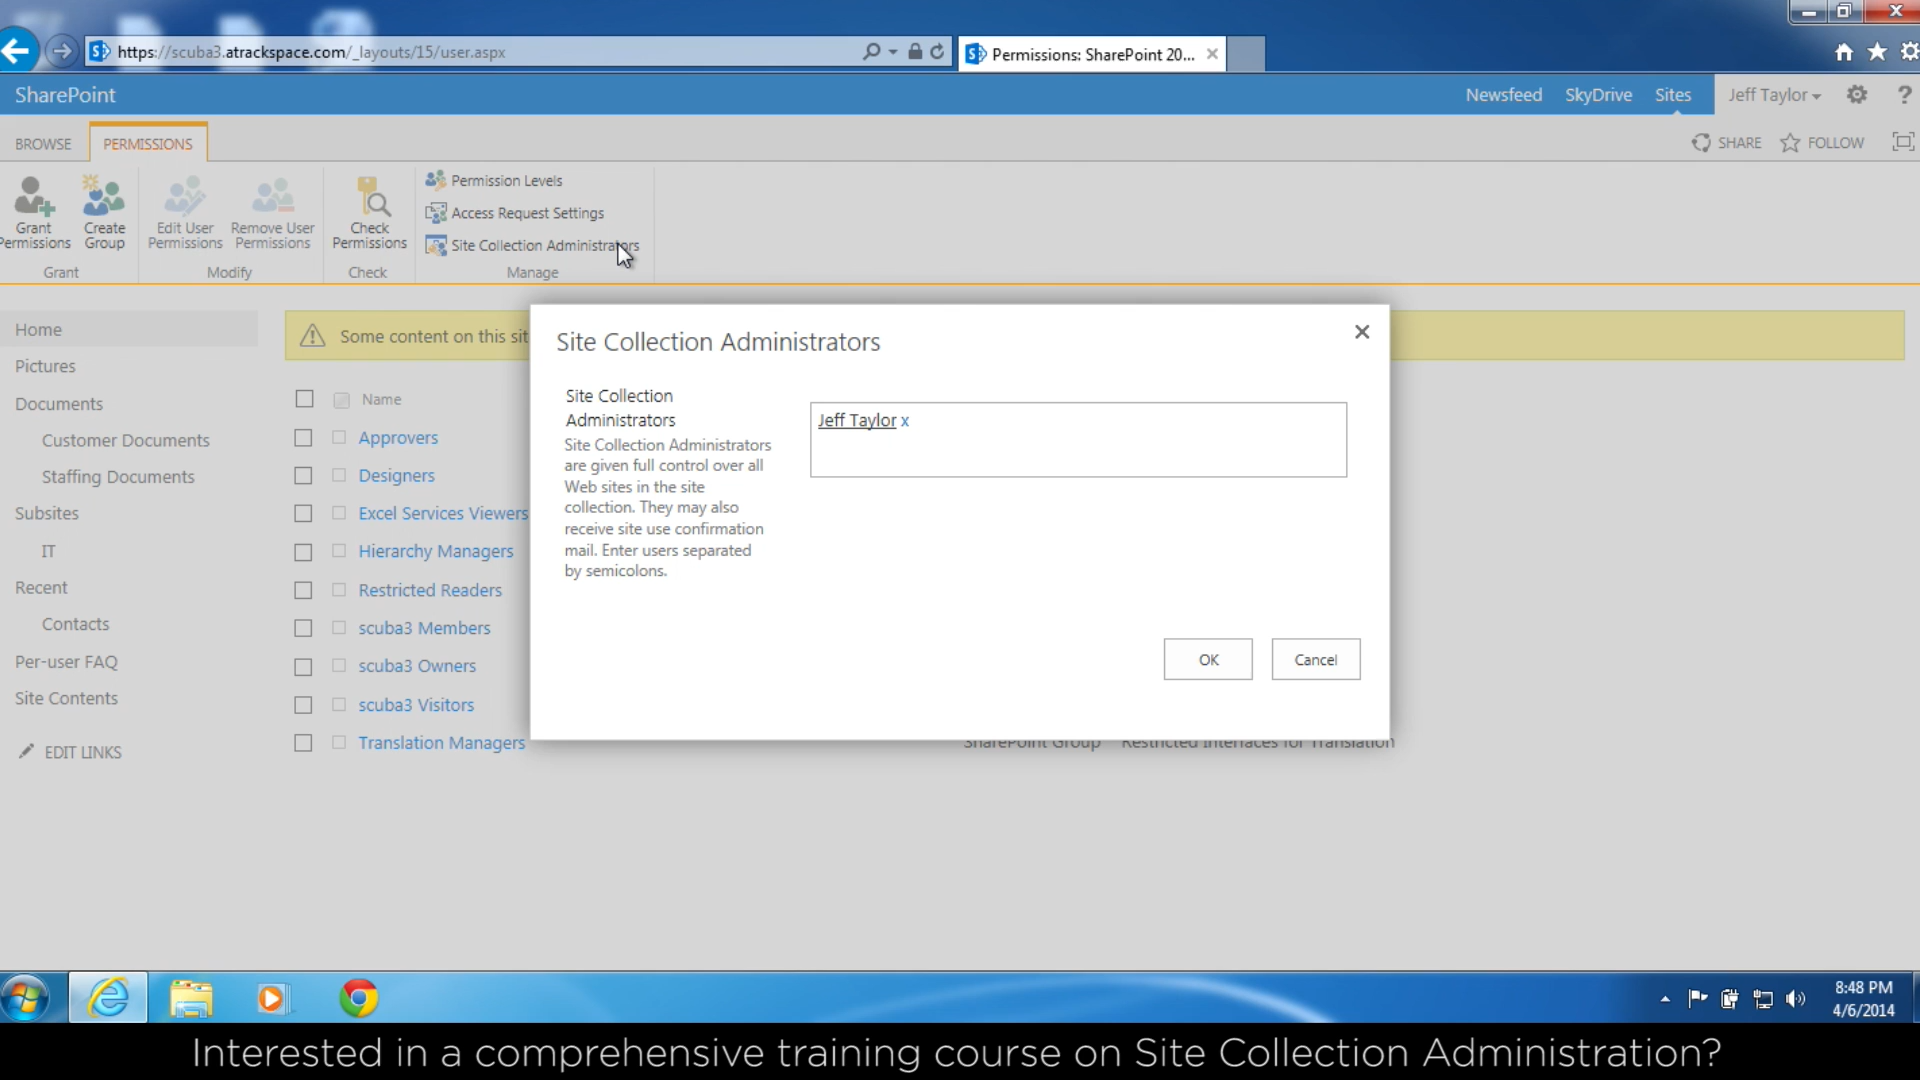 https://scuba3.atrackspace.com/_layouts/15/user.aspx
Permissions: SharePoint 20...
SharePoint
Newsfeed SkyDrive Sites Jeff Taylor ?
BROWSE PERMISSIONS
SHARE FOLLOW
Grant
Permissions
Create
Group
Edit User
Permissions
Remove User
Permissions
Check
Permissions
Permission Levels
Access Request Settings
Site Collection Administrators
Grant Modify Check Manage
Home
Pictures
Documents
Customer Documents
Staffing Documents
Subsites
IT
Recent
Contacts
Per-user FAQ
Site Contents
EDIT LINKS
Some content on this sit
Name
Approvers
Designers
Excel Services Viewers
Hierarchy Managers
Restricted Readers
scuba3 Members
scuba3 Owners
scuba3 Visitors
Translation Managers SharePoint Group Restricted Interfaces for Translation
Site Collection Administrators
Site Collection
Administrators
Site Collection Administrators
are given full control over all
Web sites in the site
collection. They may also
receive site use confirmation
mail. Enter users separated
by semicolons.
Jeff Taylor x
OK Cancel
8:48 PM
4/6/2014
Interested in a comprehensive training course on Site Collection Administration?